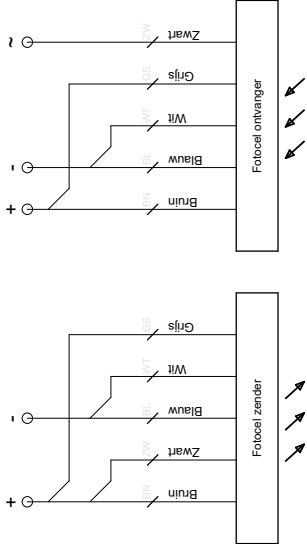 ~
ZW
Zwart
GS
Grijs
WT
Wit
-
BL
Blauw
+
BN
Bruin
Fotocel ontvanger
GS
Grijs
WT
Wit
-
BL
Blauw
ZW
Zwart
+
BN
Bruin
Fotocel zender